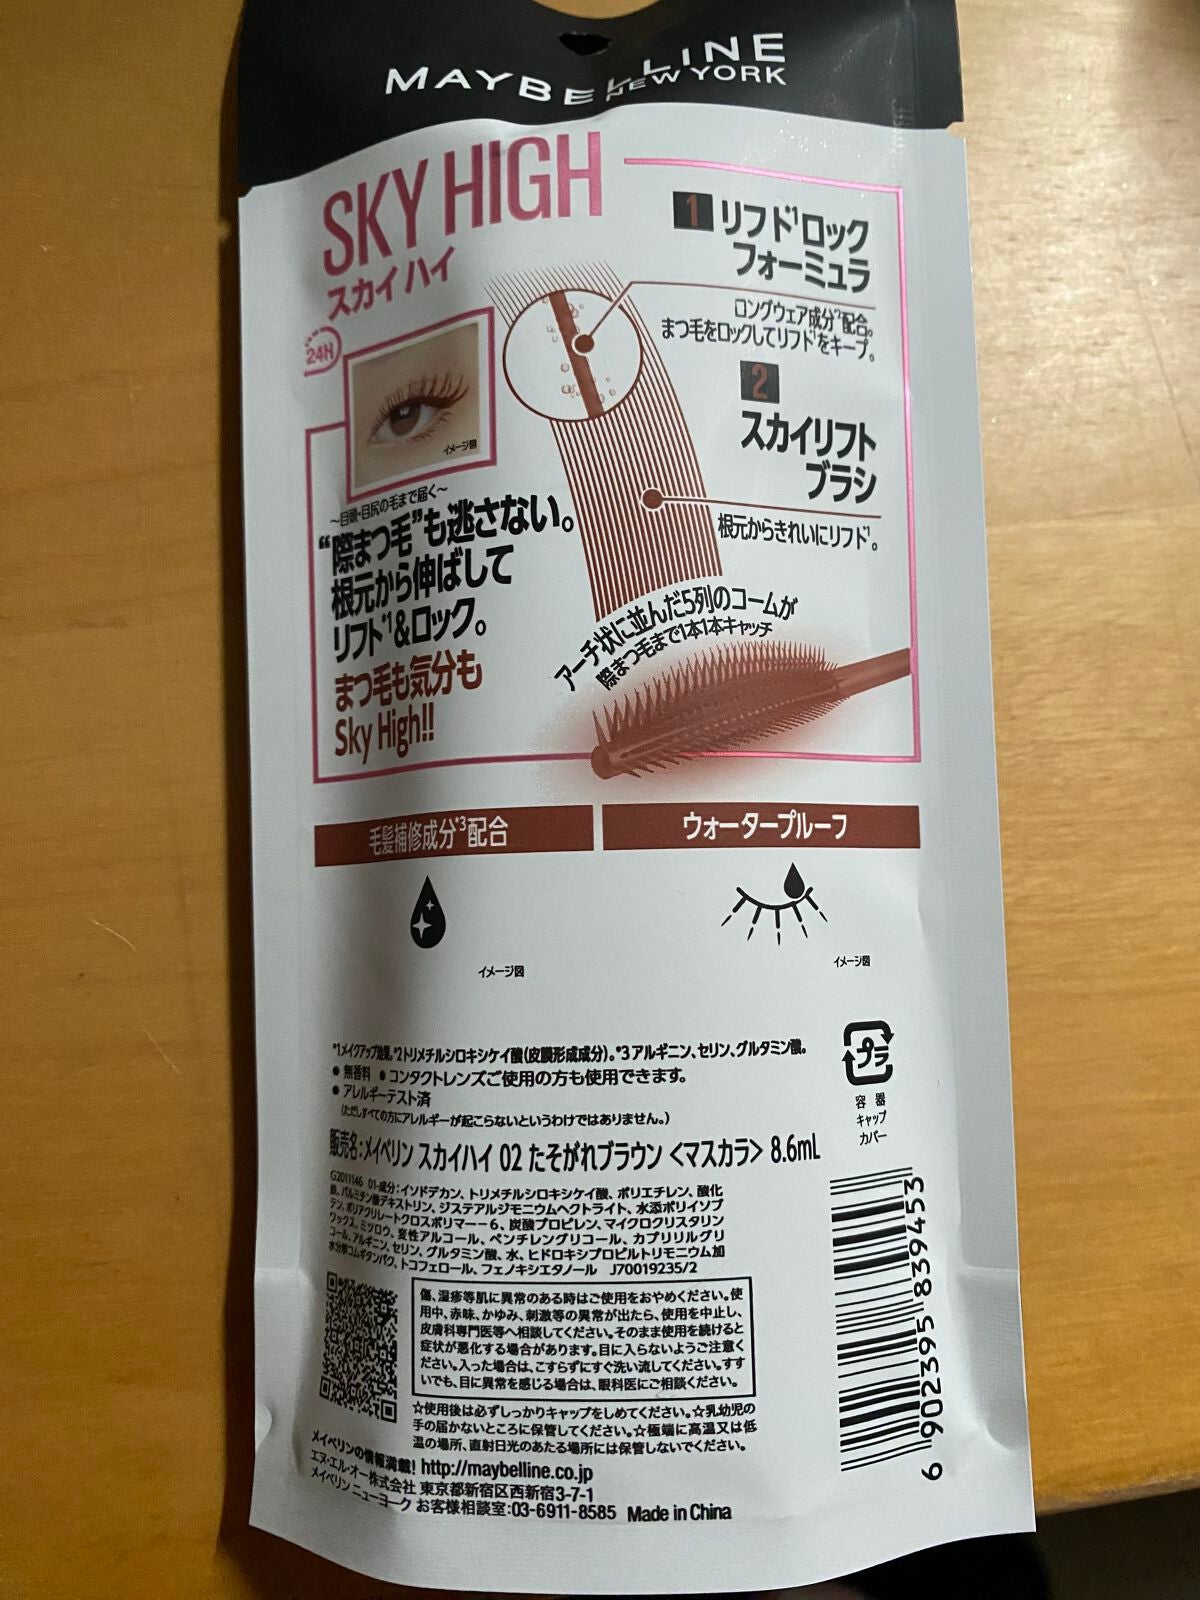 MAYBELLINE
NEW YORK
SKY HIGH
スカイ ハイ
24H
イメージ図
1 リフト*1ロック
フォーミュラ
ロングウェア成分*2配合。
まつ毛をロックしてリフト*1をキープ。
2
スカイリフト
ブラシ
根元からきれいにリフト*1。
～目頭・目尻の毛まで届く～
“際まつ毛”も逃さない。
根元から伸ばして
リフト*1&ロック。
まつ毛も気分も
Sky High!!
アーチ状に並んだ5列のコームが
際まつ毛まで1本1本キャッチ
毛髪補修成分*3配合
ウォータープルーフ
イメージ図
イメージ図
*1メイクアップ効果。*2トリメチルシロキシケイ酸(皮膜形成成分)。*3アルギニン、セリン、グルタミン酸。
● 無香料 ● コンタクトレンズご使用の方も使用できます。
● アレルギーテスト済
(ただしすべての方にアレルギーが起こらないというわけではありません。)
プラ
容器
キャップ
カバー
販売名：メイベリン スカイハイ 02 たそがれブラウン <マスカラ> 8.6mL
G2011146 01-成分：イソドデカン、トリメチルシロキシケイ酸、ポリエチレン、酸化
鉄、パルミチン酸デキストリン、ジステアルジモニウムヘクトライト、水添ポリイソブ
テン、ポリアクリレートクロスポリマー－6、炭酸プロピレン、マイクロクリスタリン
ワックス、ミツロウ、変性アルコール、ペンチレングリコール、カプリリルグリ
コール、アルギニン、セリン、グルタミン酸、水、ヒドロキシプロピルトリモニウム加
水分解コムギタンパク、トコフェロール、フェノキシエタノール J70019235/2
傷、湿疹等肌に異常のある時はご使用をおやめください。使
用中、赤味、かゆみ、刺激等の異常が出たら、使用を中止し、
皮膚科専門医等へ相談してください。そのまま使用を続けると
症状が悪化する場合があります。目に入らないようご注意く
ださい。入った場合は、こすらずにすぐ洗い流してください。すす
いでも、目に異常を感じる場合は、眼科医にご相談ください。
☆使用後は必ずしっかりキャップをしめてください。☆乳幼児の
手の届かないところに保管してください。☆極端に高温又は低
温の場所、直射日光のあたる場所には保管しないでください。
メイベリンの情報満載! http://maybelline.co.jp
エヌ・エル・オー株式会社 東京都新宿区西新宿3-7-1
メイベリン ニューヨーク お客様相談室：03-6911-8585 Made in China
6 902395 839453